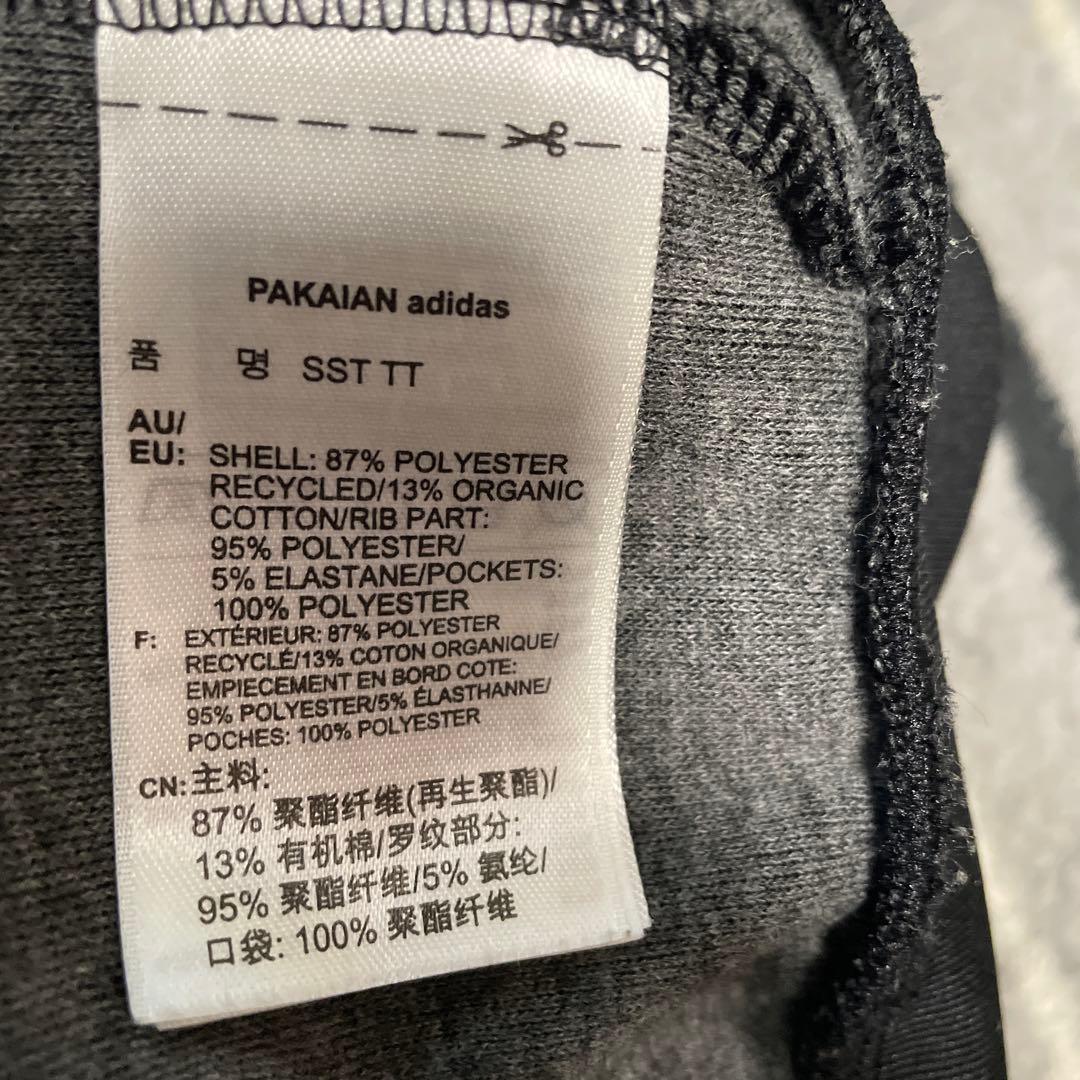 PAKAIAN adidas
품 명 SST TT
AU/
EU: SHELL: 87% POLYESTER
RECYCLED/13% ORGANIC
COTTON/RIB PART:
95% POLYESTER/
5% ELASTANE/POCKETS:
100% POLYESTER
F: EXTÉRIEUR: 87% POLYESTER
RECYCLÉ/13% COTON ORGANIQUE/
EMPIECEMENT EN BORD COTE:
95% POLYESTER/5% ÉLASTHANNE/
POCHES: 100% POLYESTER
CN: 主料:
87% 聚酯纤维(再生聚酯)/
13% 有机棉/罗纹部分:
95% 聚酯纤维/5% 氨纶/
口袋: 100% 聚酯纤维